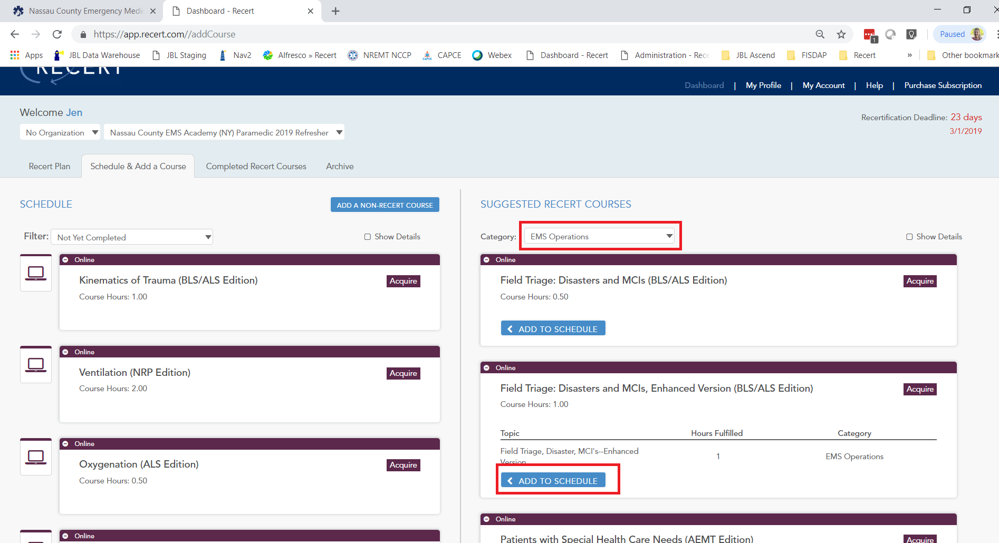 Nassau County Emergency Medic
Dashboard - Recert
https://app.recert.com//addCourse
1
Paused
Apps
JBL Data Warehouse
JBL Staging
Nav2
Alfresco » Recert
NREMT NCCP
CAPCE
CAPCE
Webex
Dashboard - Recert
Administration - Rece
JBL Ascend
FISDAP
Recert
»
Other bookmark
RECERT
Dashboard | My Profile | My Account | Help | Purchase Subscription
Welcome Jen
Recertification Deadline: 23 days
3/1/2019
No Organization
Nassau County EMS Academy (NY) Paramedic 2019 Refresher
Recert Plan
Schedule & Add a Course
Completed Recert Courses
Archive
SCHEDULE
ADD A NON-RECERT COURSE
Filter: Not Yet Completed
Show Details
Online
Kinematics of Trauma (BLS/ALS Edition)
Acquire
Course Hours: 1.00
Online
Ventilation (NRP Edition)
Acquire
Course Hours: 2.00
Online
Oxygenation (ALS Edition)
Acquire
Course Hours: 0.50
Online
SUGGESTED RECERT COURSES
Category: EMS Operations
Show Details
Online
Field Triage: Disasters and MCIs (BLS/ALS Edition)
Acquire
Course Hours: 0.50
ADD TO SCHEDULE
Online
Field Triage: Disasters and MCIs, Enhanced Version (BLS/ALS Edition)
Acquire
Course Hours: 1.00
Topic Hours Fulfilled Category
Field Triage, Disaster, MCI's--Enhanced
Version
1
EMS Operations
ADD TO SCHEDULE
Online
Patients with Special Health Care Needs (AEMT Edition)
Acquire